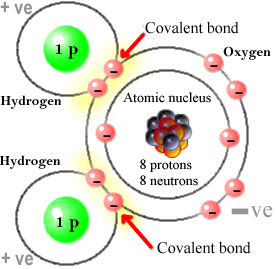 + ve
Covalent bond
1 p
Oxygen
Hydrogen
Atomic nucleus
8 protons
8 neutrons
Hydrogen
1 p
- ve
+ ve
Covalent bond